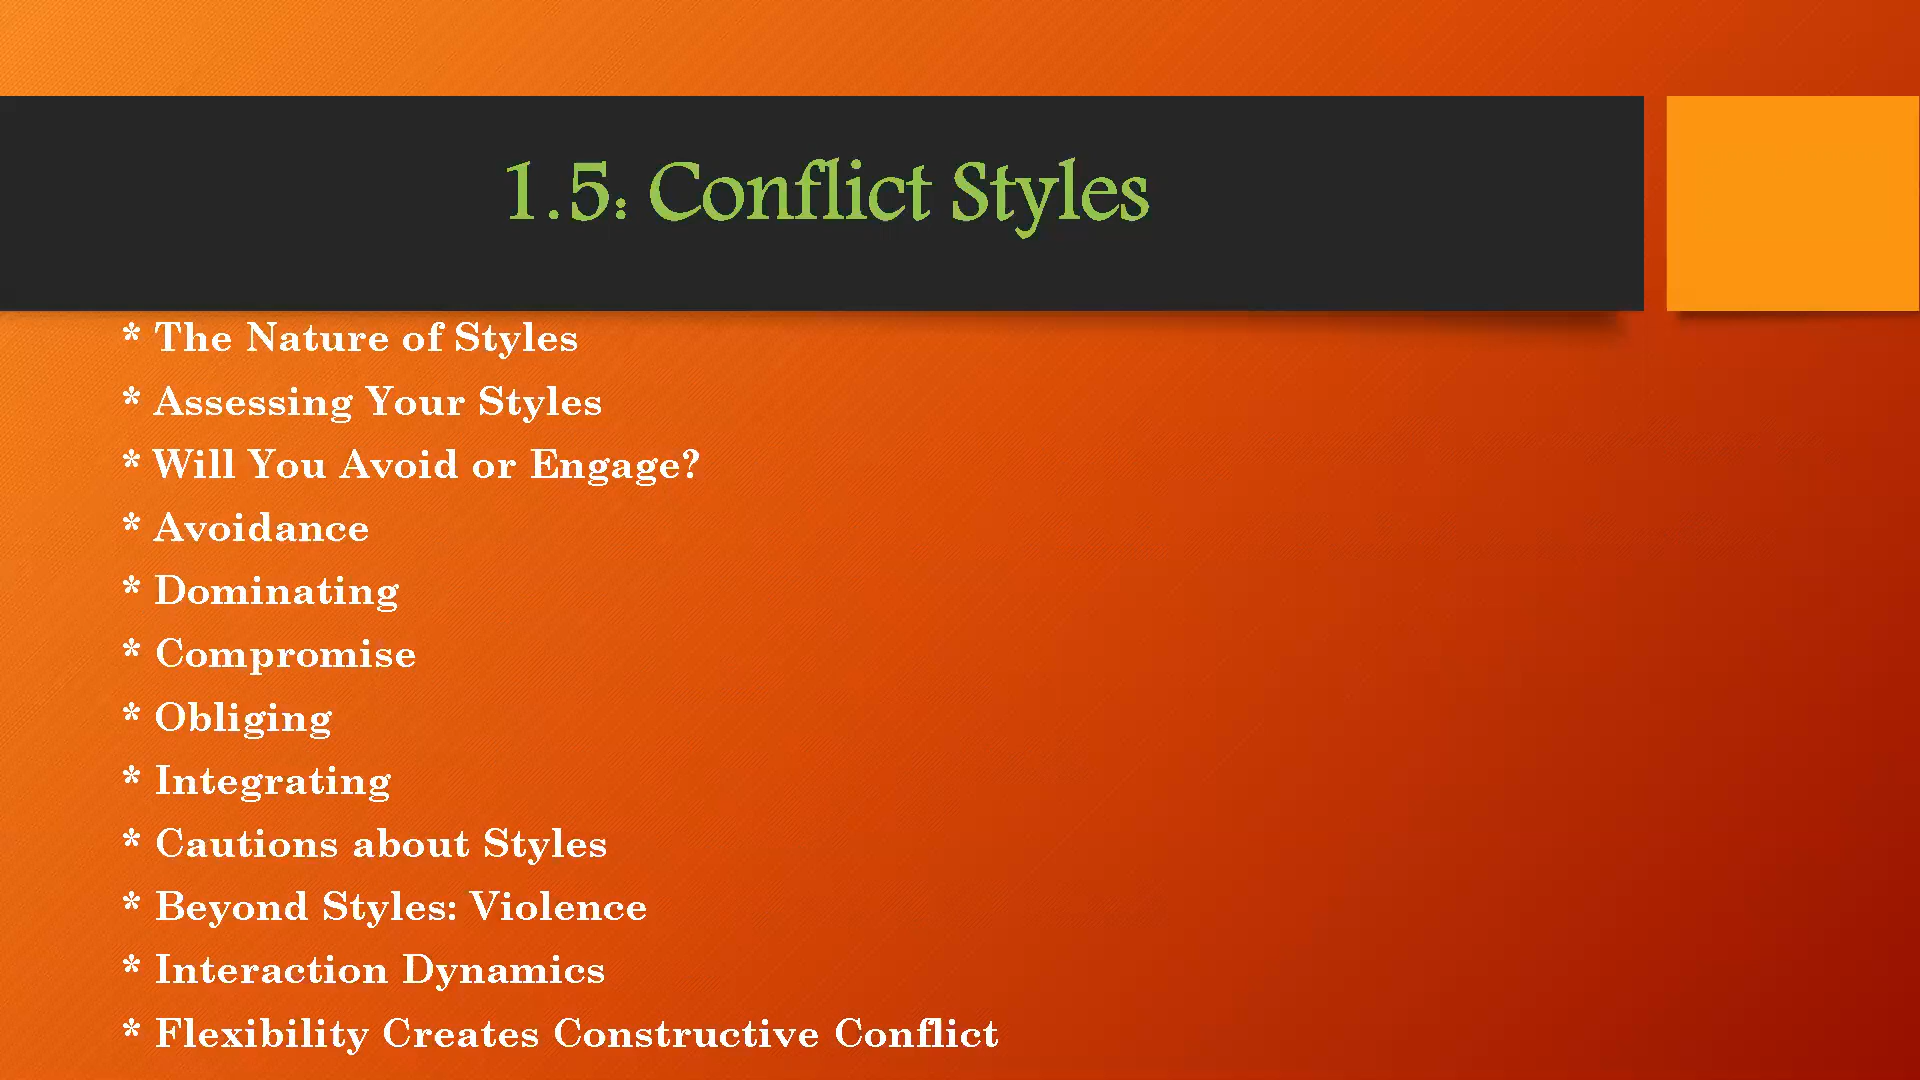 1.5: Conflict Styles
* The Nature of Styles
* Assessing Your Styles
* Will You Avoid or Engage?
* Avoidance
* Dominating
* Compromise
* Obliging
* Integrating
* Cautions about Styles
* Beyond Styles: Violence
* Interaction Dynamics
* Flexibility Creates Constructive Conflict